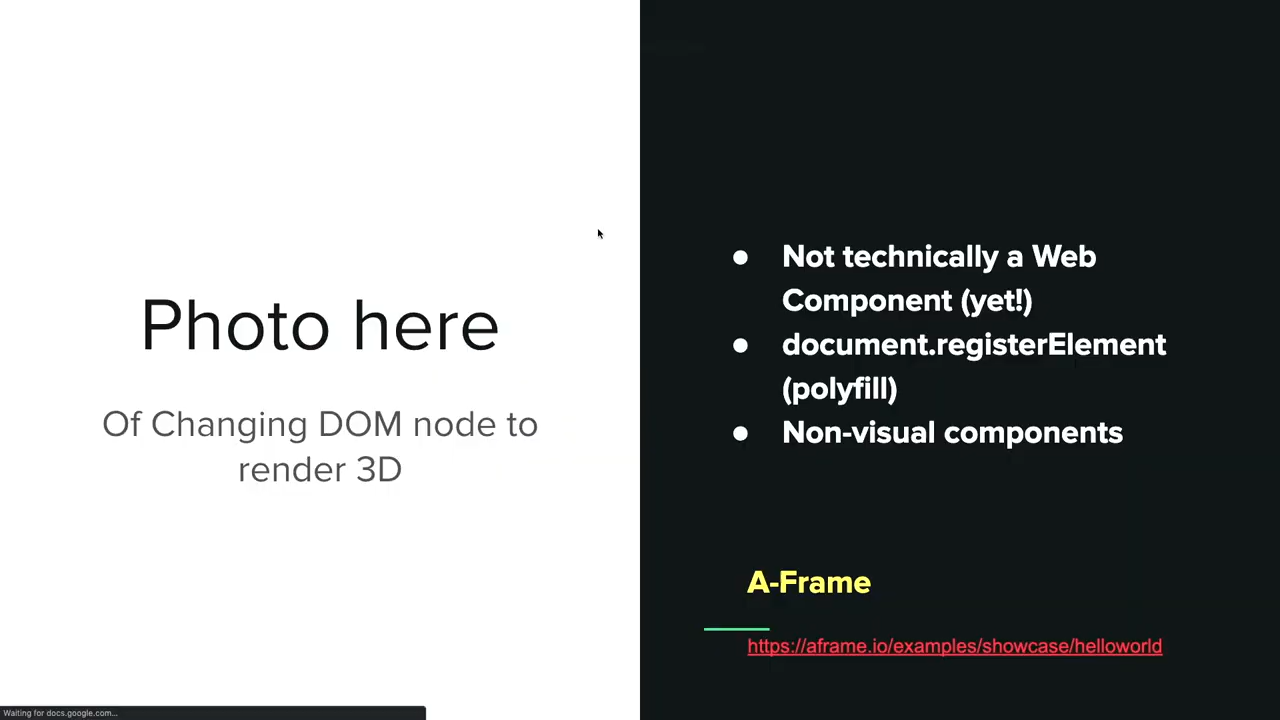 Photo here
Of Changing DOM node to
render 3D
● Not technically a Web
Component (yet!)
● document.registerElement
(polyfill)
● Non-visual components
A-Frame
https://aframe.io/examples/showcase/helloworld
Waiting for docs.google.com...